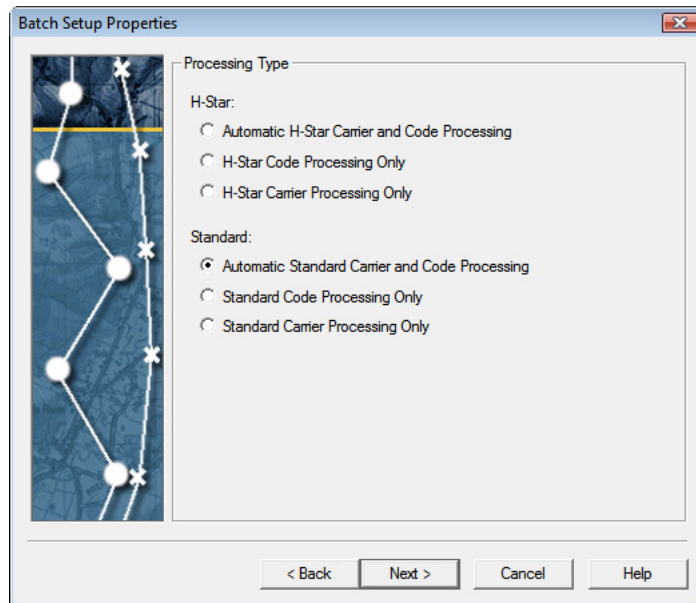 Batch Setup Properties
Processing Type
H-Star:
Automatic H-Star Carrier and Code Processing
H-Star Code Processing Only
H-Star Carrier Processing Only
Standard:
Automatic Standard Carrier and Code Processing
Standard Code Processing Only
Standard Carrier Processing Only
< Back
Next >
Cancel
Help